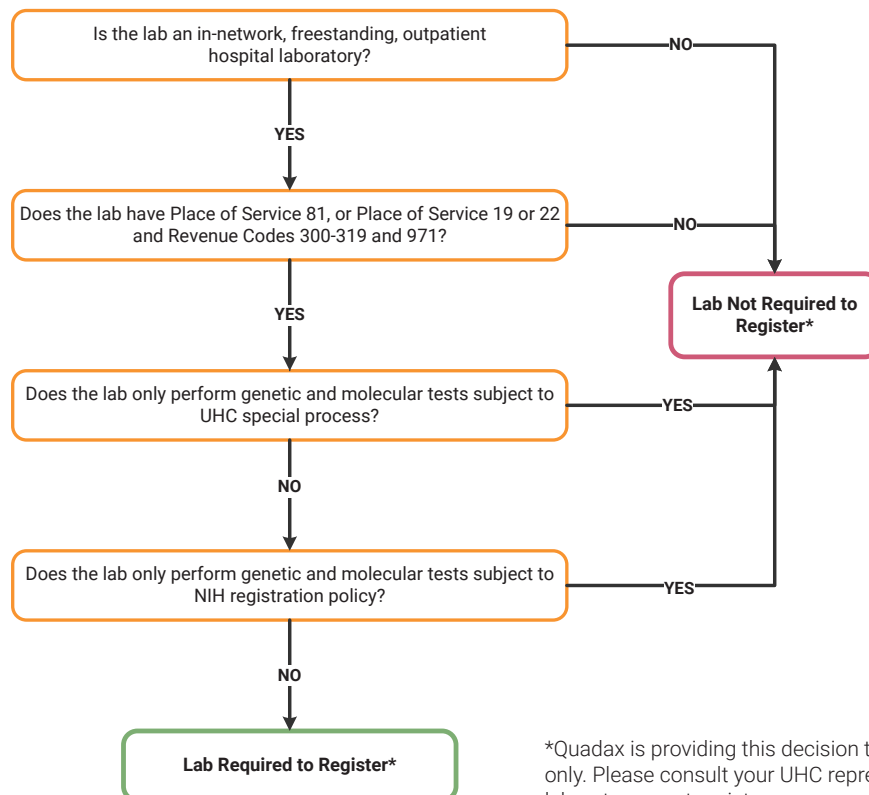 Is the lab an in-network, freestanding, outpatient
hospital laboratory?
NO
YES
Does the lab have Place of Service 81, or Place of Service 19 or 22
and Revenue Codes 300-319 and 971?
NO
Lab Not Required to
Register*
YES
Does the lab only perform genetic and molecular tests subject to
UHC special process?
YES
NO
Does the lab only perform genetic and molecular tests subject to
NIH registration policy?
YES
NO
Lab Required to Register*
*Quadax is providing this decision
only. Please consult your UHC